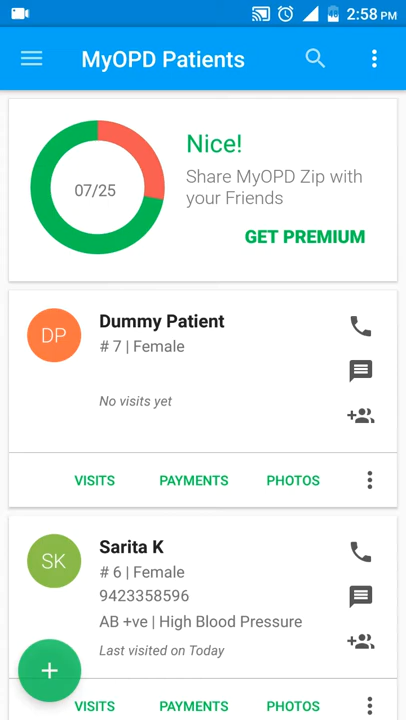 2:58 PM
MyOPD Patients
07/25
Nice!
Share MyOPD Zip with
your Friends
GET PREMIUM
DP
Dummy Patient
# 7 | Female
No visits yet
VISITS PAYMENTS PHOTOS
SK
Sarita K
# 6 | Female
9423358596
AB +ve | High Blood Pressure
Last visited on Today
VISITS PAYMENTS PHOTOS